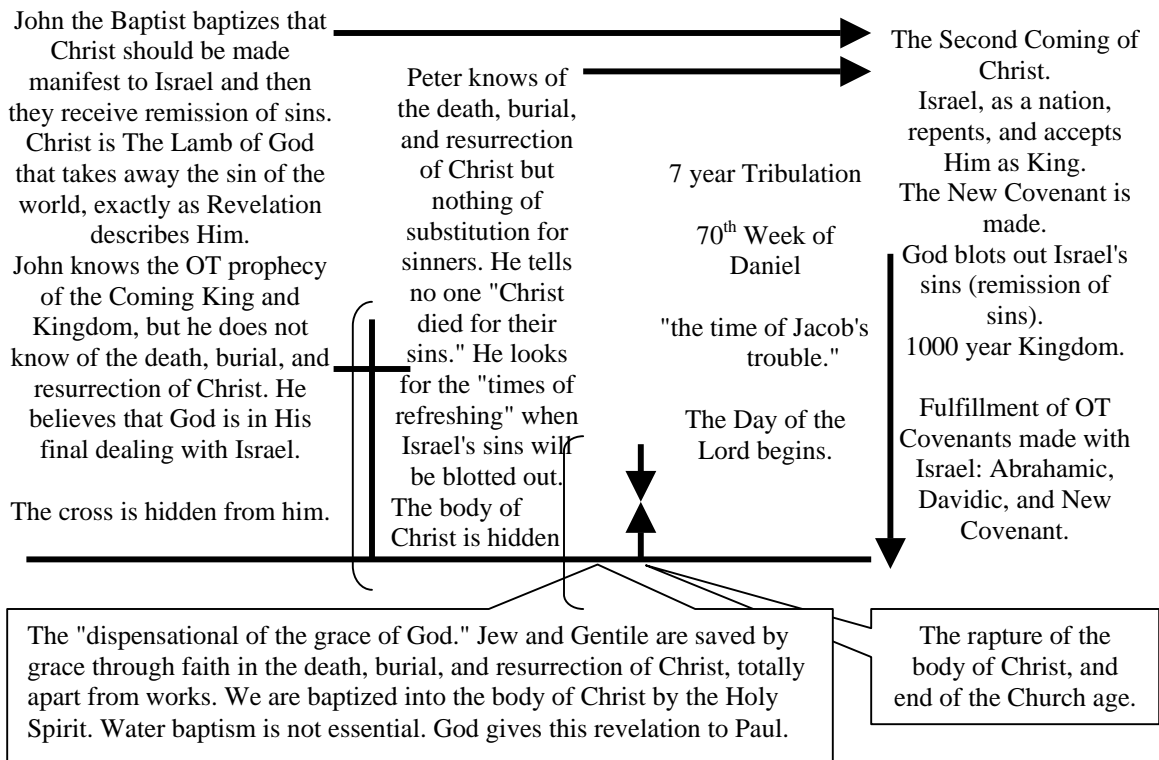 John the Baptist baptizes that
Christ should be made
manifest to Israel and then
they receive remission of sins.
Christ is The Lamb of God
that takes away the sin of the
world, exactly as Revelation
describes Him.
John knows the OT prophecy
of the Coming King and
Kingdom, but he does not
know of the death, burial, and
resurrection of Christ. He
believes that God is in His
final dealing with Israel.
The cross is hidden from him.
Peter knows of
the death, burial,
and resurrection
of Christ but
nothing of
substitution for
sinners. He tells
no one "Christ
died for their
sins." He looks
for the "times of
refreshing" when
Israel's sins will
be blotted out.
The body of
Christ is hidden
7 year Tribulation
70th Week of
Daniel
"the time of Jacob's
trouble."
The Day of the
Lord begins.
The Second Coming of
Christ.
Israel, as a nation,
repents, and accepts
Him as King.
The New Covenant is
made.
God blots out Israel's
sins (remission of
sins).
1000 year Kingdom.
Fulfillment of OT
Covenants made with
Israel: Abrahamic,
Davidic, and New
Covenant.
The "dispensational of the grace of God." Jew and Gentile are saved by
grace through faith in the death, burial, and resurrection of Christ, totally
apart from works. We are baptized into the body of Christ by the Holy
Spirit. Water baptism is not essential. God gives this revelation to Paul.
The rapture of the
body of Christ, and
end of the Church age.